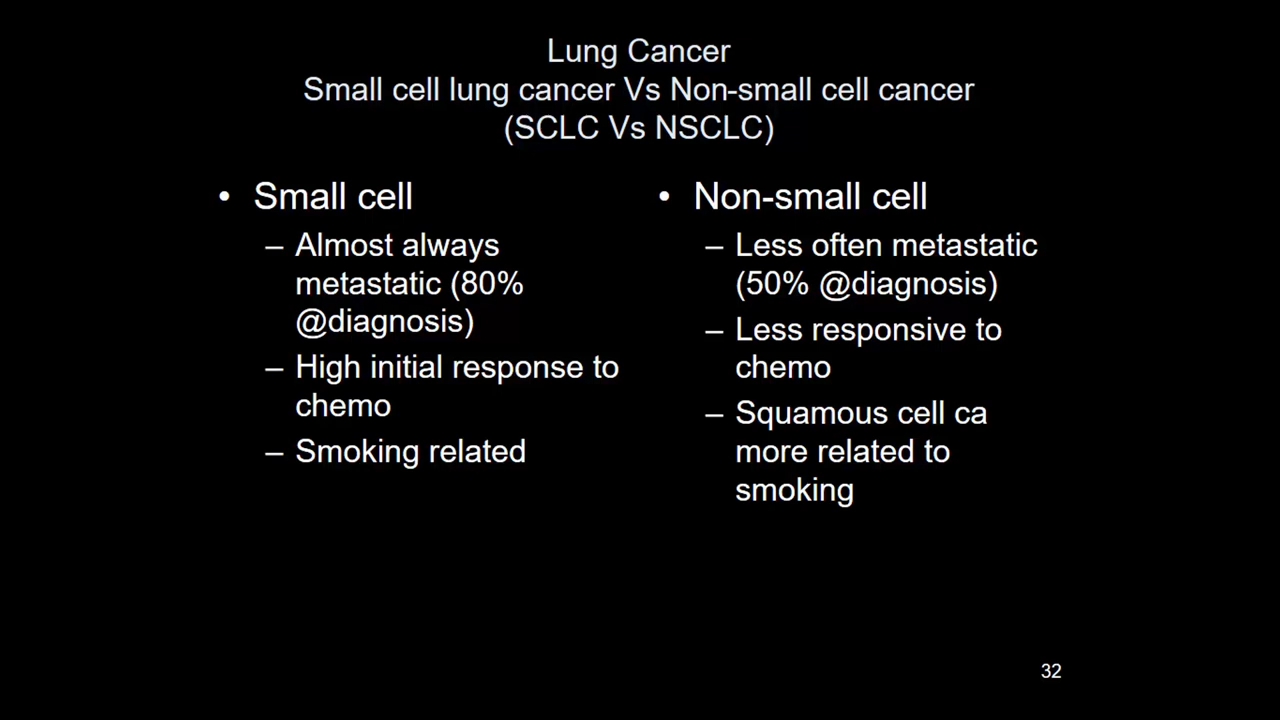 Lung Cancer
Small cell lung cancer Vs Non-small cell cancer
(SCLC Vs NSCLC)
• Small cell
– Almost always
metastatic (80%
@diagnosis)
– High initial response to
chemo
– Smoking related
• Non-small cell
– Less often metastatic
(50% @diagnosis)
– Less responsive to
chemo
– Squamous cell ca
more related to
smoking
32